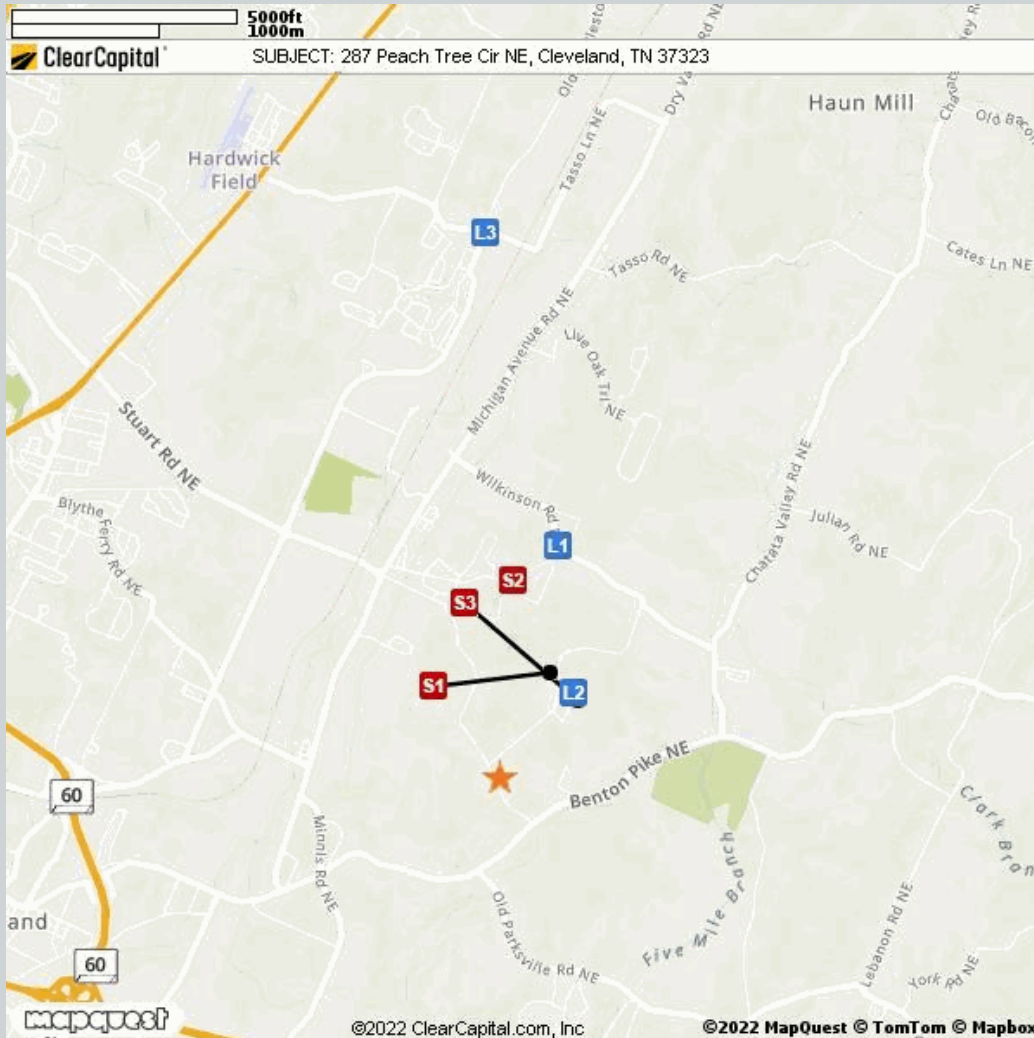 5000ft
1000m
ClearCapital
SUBJECT: 287 Peach Tree Cir NE, Cleveland, TN 37323
Haun Mill
Hardwick
Field
Tasso Ln NE
L3
Tasso Rd NE
Cates Ln NE
Michigan Avenue Rd NE
Live Oak Trl NE
Stuart Rd NE
Wilkinson Rd
Chatata Valley Rd NE
Blythe Ferry Rd NE
Julian Rd NE
L1
S2
S3
S1
L2
Benton Pike NE
60
Minnis Rd NE
Five Mile Branch
Old Parksville Rd NE
Lebanon Rd NE
York Rd NE
60
mapquest
©2022 ClearCapital.com, Inc
©2022 MapQuest © TomTom © Mapbox